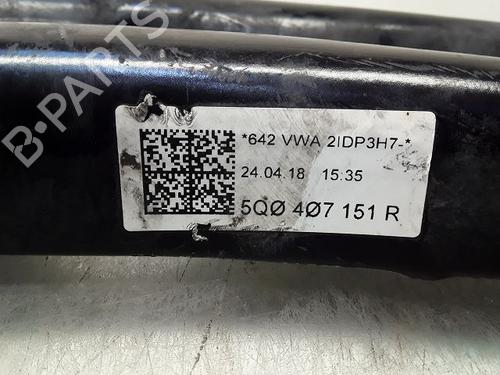 B-PARTS
*642 VWA 2IDP3H7-*
24.04.18 15:35
5QØ 4Ø7 151 R